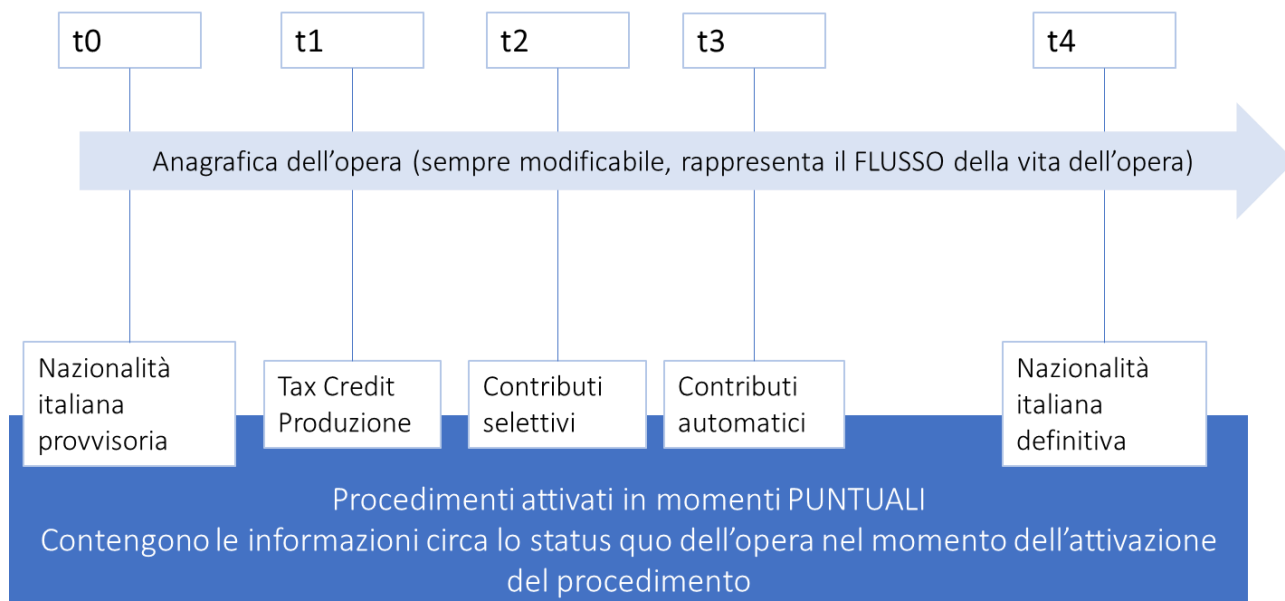 t0
t1
t2
t3
t4
Anagrafica dell’opera (sempre modificabile, rappresenta il FLUSSO della vita dell’opera)
Nazionalità
italiana
provvisoria
Tax Credit
Produzione
Contributi
selettivi
Contributi
automatici
Nazionalità
italiana
definitiva
Procedimenti attivati in momenti PUNTUALI
Contengono le informazioni circa lo status quo dell’opera nel momento dell’attivazione
del procedimento